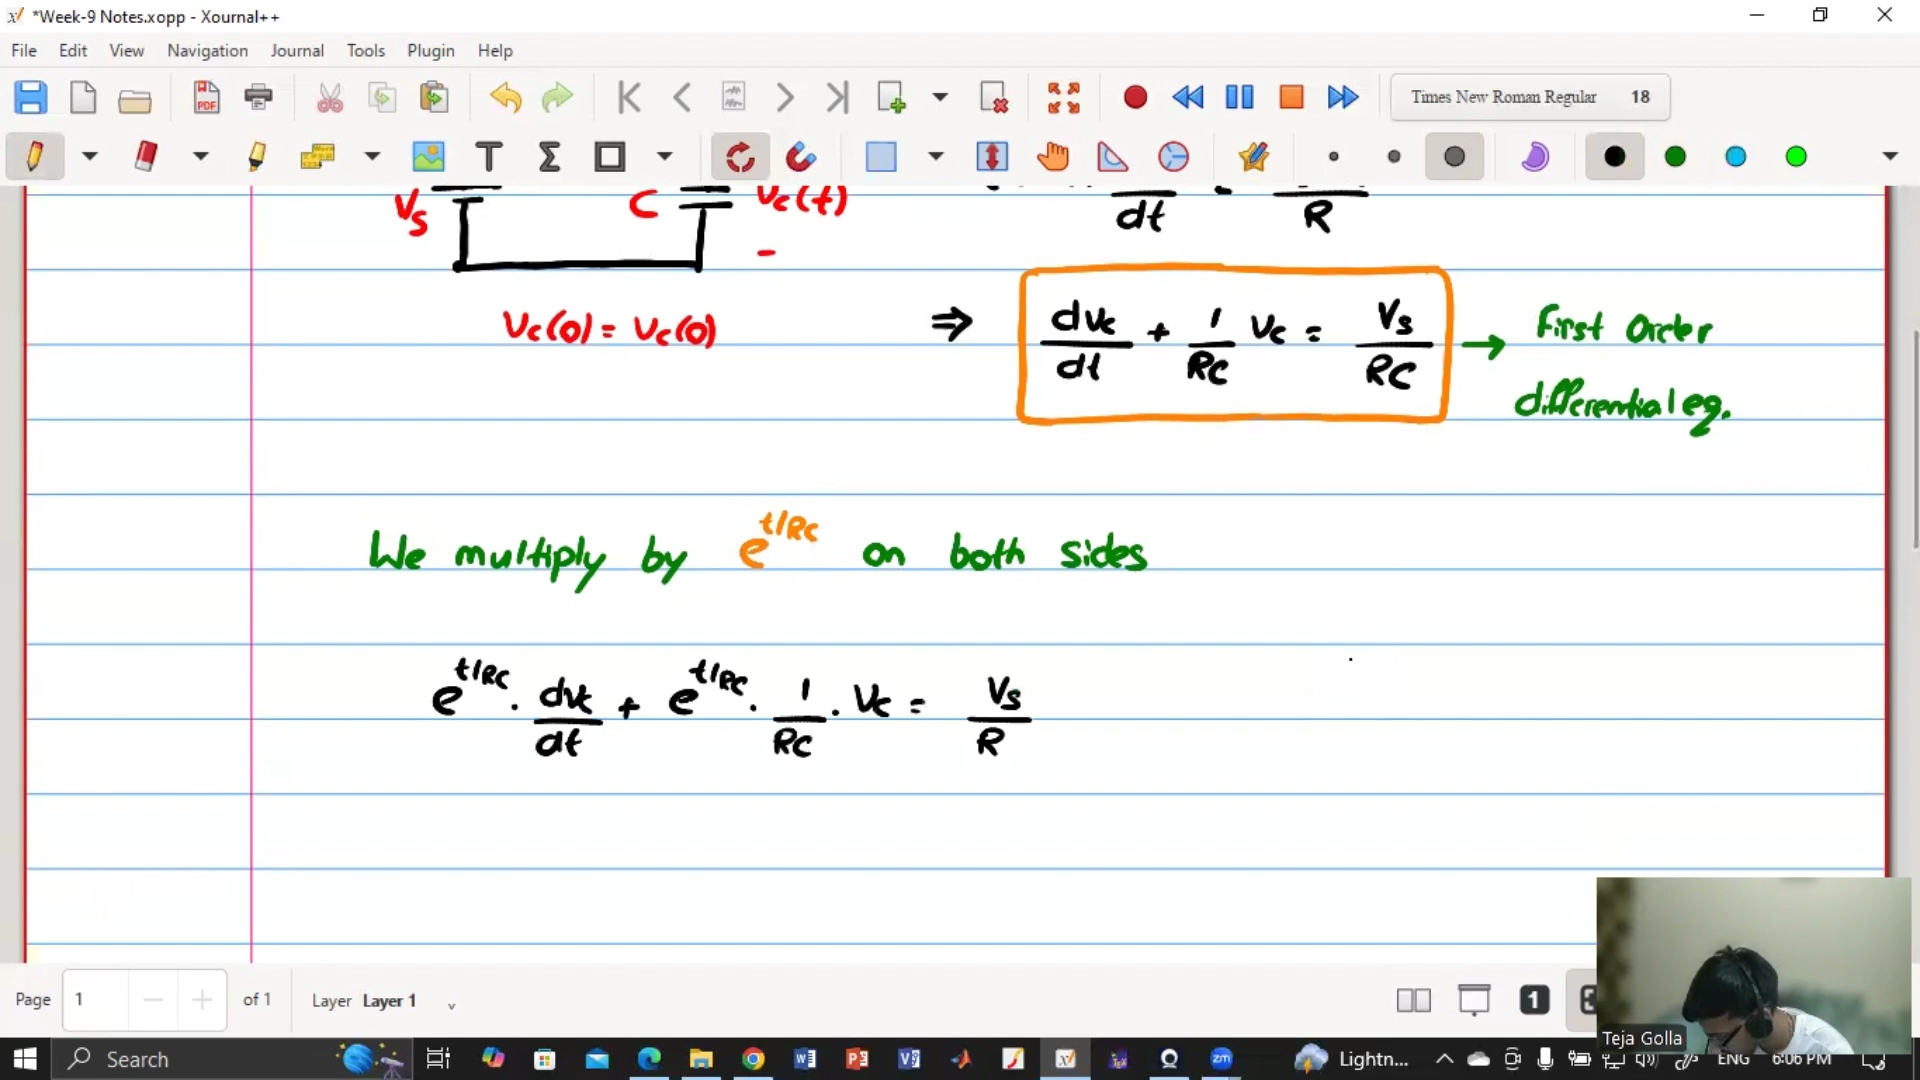 *Week-9 Notes.xopp - Xournal++
File Edit View Navigation Journal Tools Plugin Help
PDF
Times New Roman Regular 18
Vs C Vc(t)
-
dt R
Vc(0) = Vc(0)
⇒ dvc/dt + 1/RC Vc = Vs/RC → First Order
differential eq.
We multiply by e^t/RC on both sides
e^t/RC . dvc/dt + e^t/RC . 1/RC . Vc = Vs/R
Page 1 of 1 Layer Layer 1
1
Teja Golla
Search
Lightn...
ENG 6:06 PM